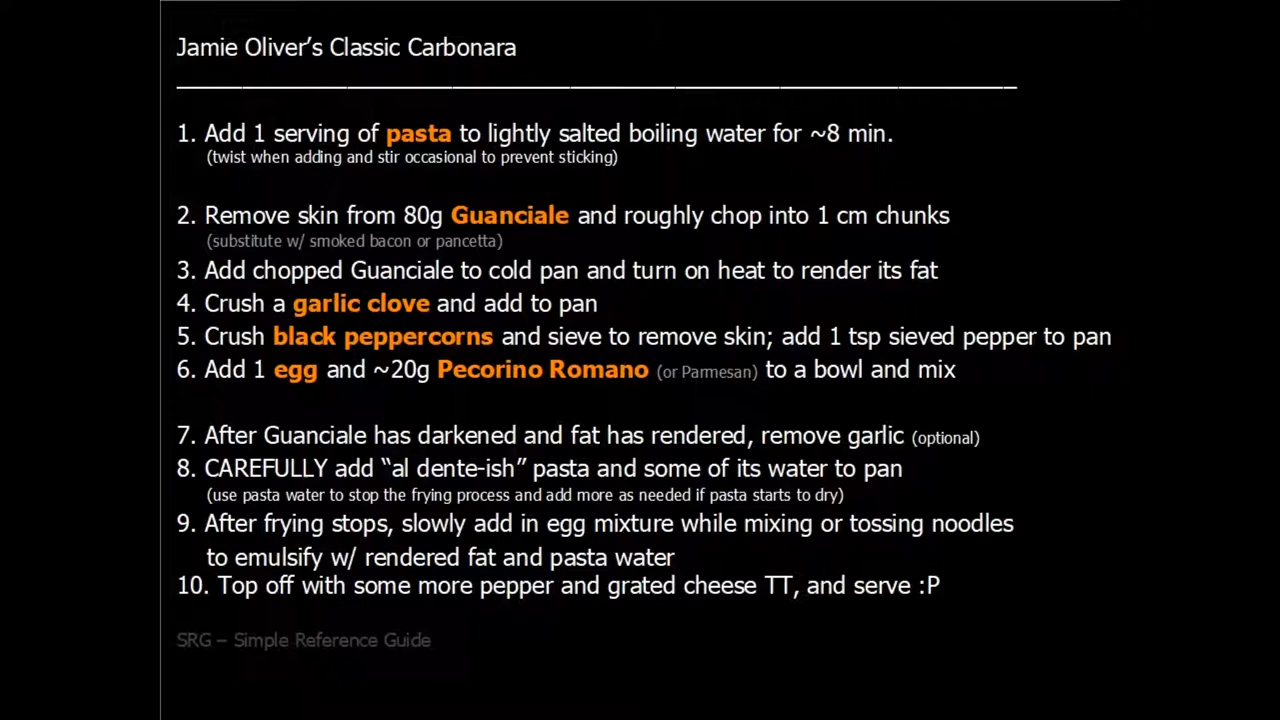 Jamie Oliver’s Classic Carbonara
1. Add 1 serving of pasta to lightly salted boiling water for ~8 min.
(twist when adding and stir occasional to prevent sticking)
2. Remove skin from 80g Guanciale and roughly chop into 1 cm chunks
(substitute w/ smoked bacon or pancetta)
3. Add chopped Guanciale to cold pan and turn on heat to render its fat
4. Crush a garlic clove and add to pan
5. Crush black peppercorns and sieve to remove skin; add 1 tsp sieved pepper to pan
6. Add 1 egg and ~20g Pecorino Romano (or Parmesan) to a bowl and mix
7. After Guanciale has darkened and fat has rendered, remove garlic (optional)
8. CAREFULLY add “al dente-ish” pasta and some of its water to pan
(use pasta water to stop the frying process and add more as needed if pasta starts to dry)
9. After frying stops, slowly add in egg mixture while mixing or tossing noodles
to emulsify w/ rendered fat and pasta water
10. Top off with some more pepper and grated cheese TT, and serve :P
SRG – Simple Reference Guide